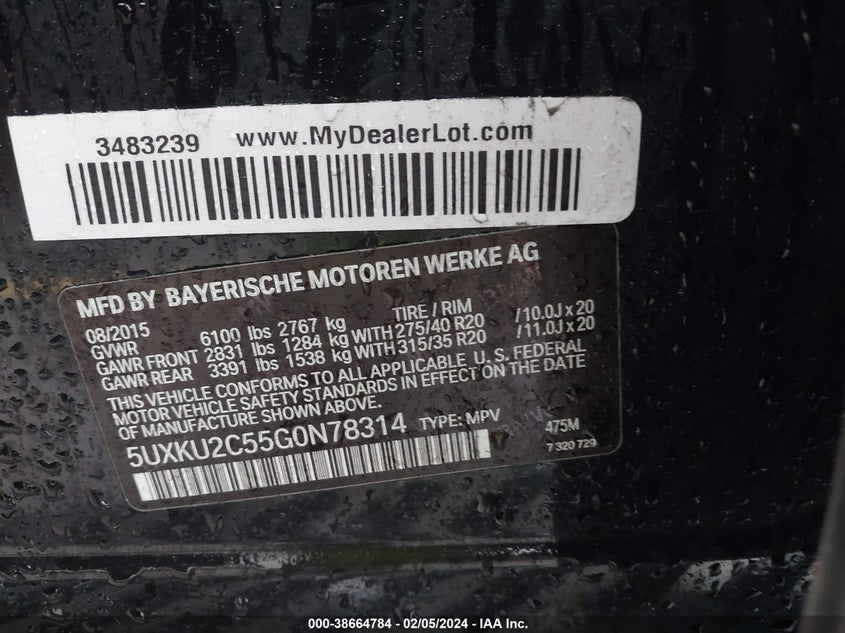 3483239 www.MyDealerLot.com
MFD BY BAYERISCHE MOTOREN WERKE AG
08/2015 6100 lbs 2767 kg TIRE / RIM
GVWR
GAWR FRONT 2831 lbs 1284 kg WITH 275/40 R20 /10.0J x 20
GAWR REAR 3391 lbs 1538 kg WITH 315/35 R20 /11.0J x 20
THIS VEHICLE CONFORMS TO ALL APPLICABLE U. S. FEDERAL
MOTOR VEHICLE SAFETY STANDARDS IN EFFECT ON THE DATE
OF MANUFACTURE SHOWN ABOVE.
5UXKU2C55G0N78314 TYPE: MPV 475M
7 320 729
000-38664784 — 02/05/2024 — IAA Inc.